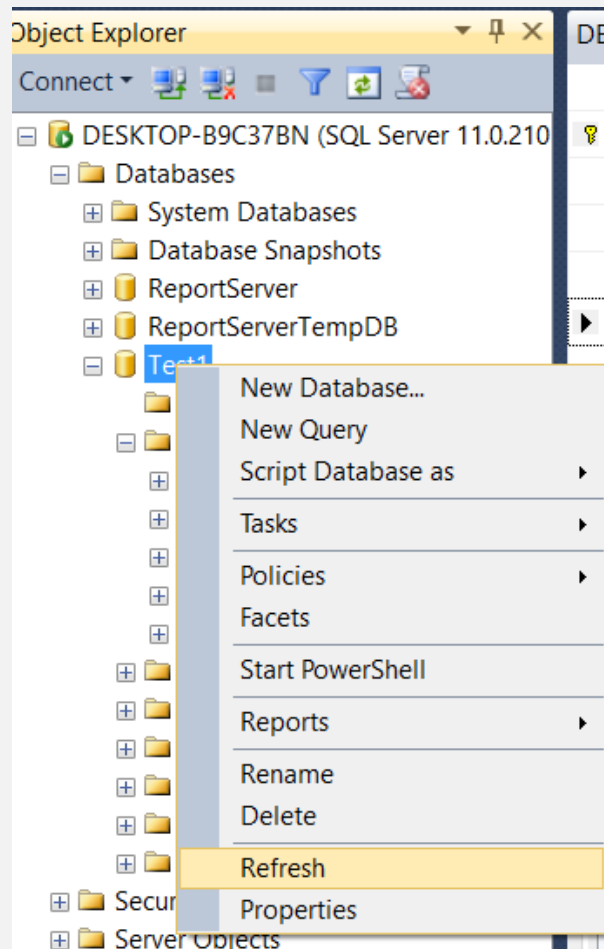 Object Explorer
DE
Connect
DESKTOP-B9C37BN (SQL Server 11.0.210
Databases
System Databases
Database Snapshots
ReportServer
ReportServerTempDB
Test1
New Database...
New Query
Script Database as
Tasks
Policies
Facets
Start PowerShell
Reports
Rename
Delete
Refresh
Secur
Properties
Server Objects